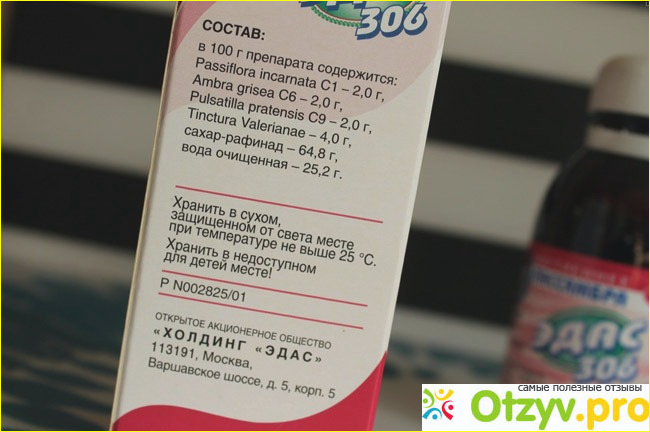 ЭДАС
306
СОСТАВ:
в 100 г препарата содержится:
Passiflora incarnata C1 – 2,0 г,
Ambra grisea C6 – 2,0 г,
Pulsatilla pratensis C9 – 2,0 г,
Tinctura Valerianae – 4,0 г,
сахар-рафинад – 64,8 г,
вода очищенная – 25,2 г.
Хранить в сухом,
защищенном от света месте
при температуре не выше 25 °С.
Хранить в недоступном
для детей месте!
Р N002825/01
ОТКРЫТОЕ АКЦИОНЕРНОЕ ОБЩЕСТВО
«ХОЛДИНГ «ЭДАС»
113191, Москва,
Варшавское шоссе, д. 5, корп. 5
ПАССАМБРА
ЭДАС
306
самые полезные отзывы
Otzyv.pro